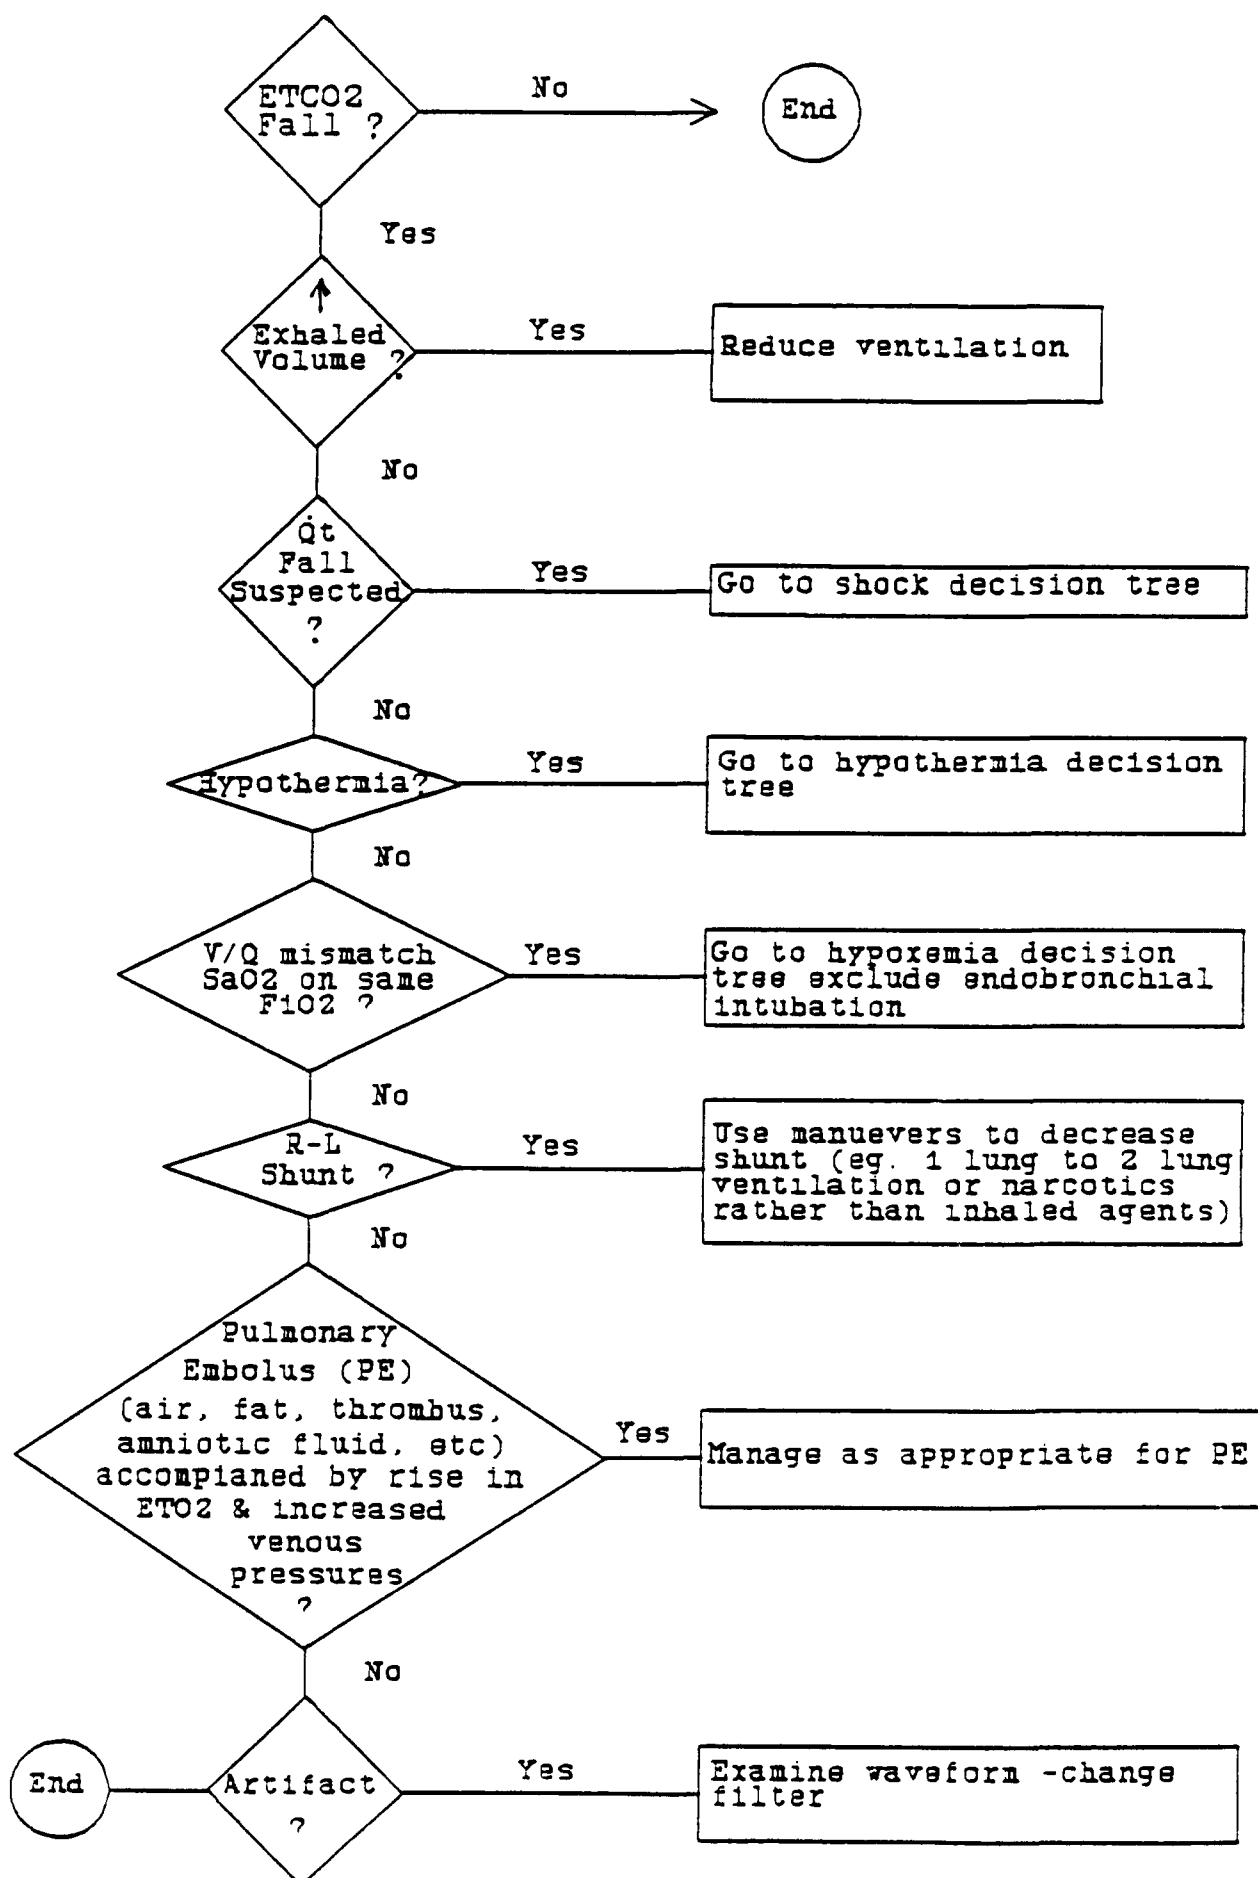 ETCO2
Fall ?
No
End
Yes
↑
Exhaled
Volume ?
Yes
Reduce ventilation
No
Q̇t
Fall
Suspected
?
Yes
Go to shock decision tree
No
Hypothermia?
Yes
Go to hypothermia decision
tree
No
V/Q mismatch
SaO2 on same
FiO2 ?
Yes
Go to hypoxemia decision
tree exclude endobronchial
intubation
No
R-L
Shunt ?
Yes
Use manuevers to decrease
shunt (eg. 1 lung to 2 lung
ventilation or narcotics
rather than inhaled agents)
No
Pulmonary
Embolus (PE)
(air, fat, thrombus,
amniotic fluid, etc)
accompianed by rise in
ETO2 & increased
venous
pressures
?
Yes
Manage as appropriate for PE
No
End
Artifact
?
Yes
Examine waveform -change
filter